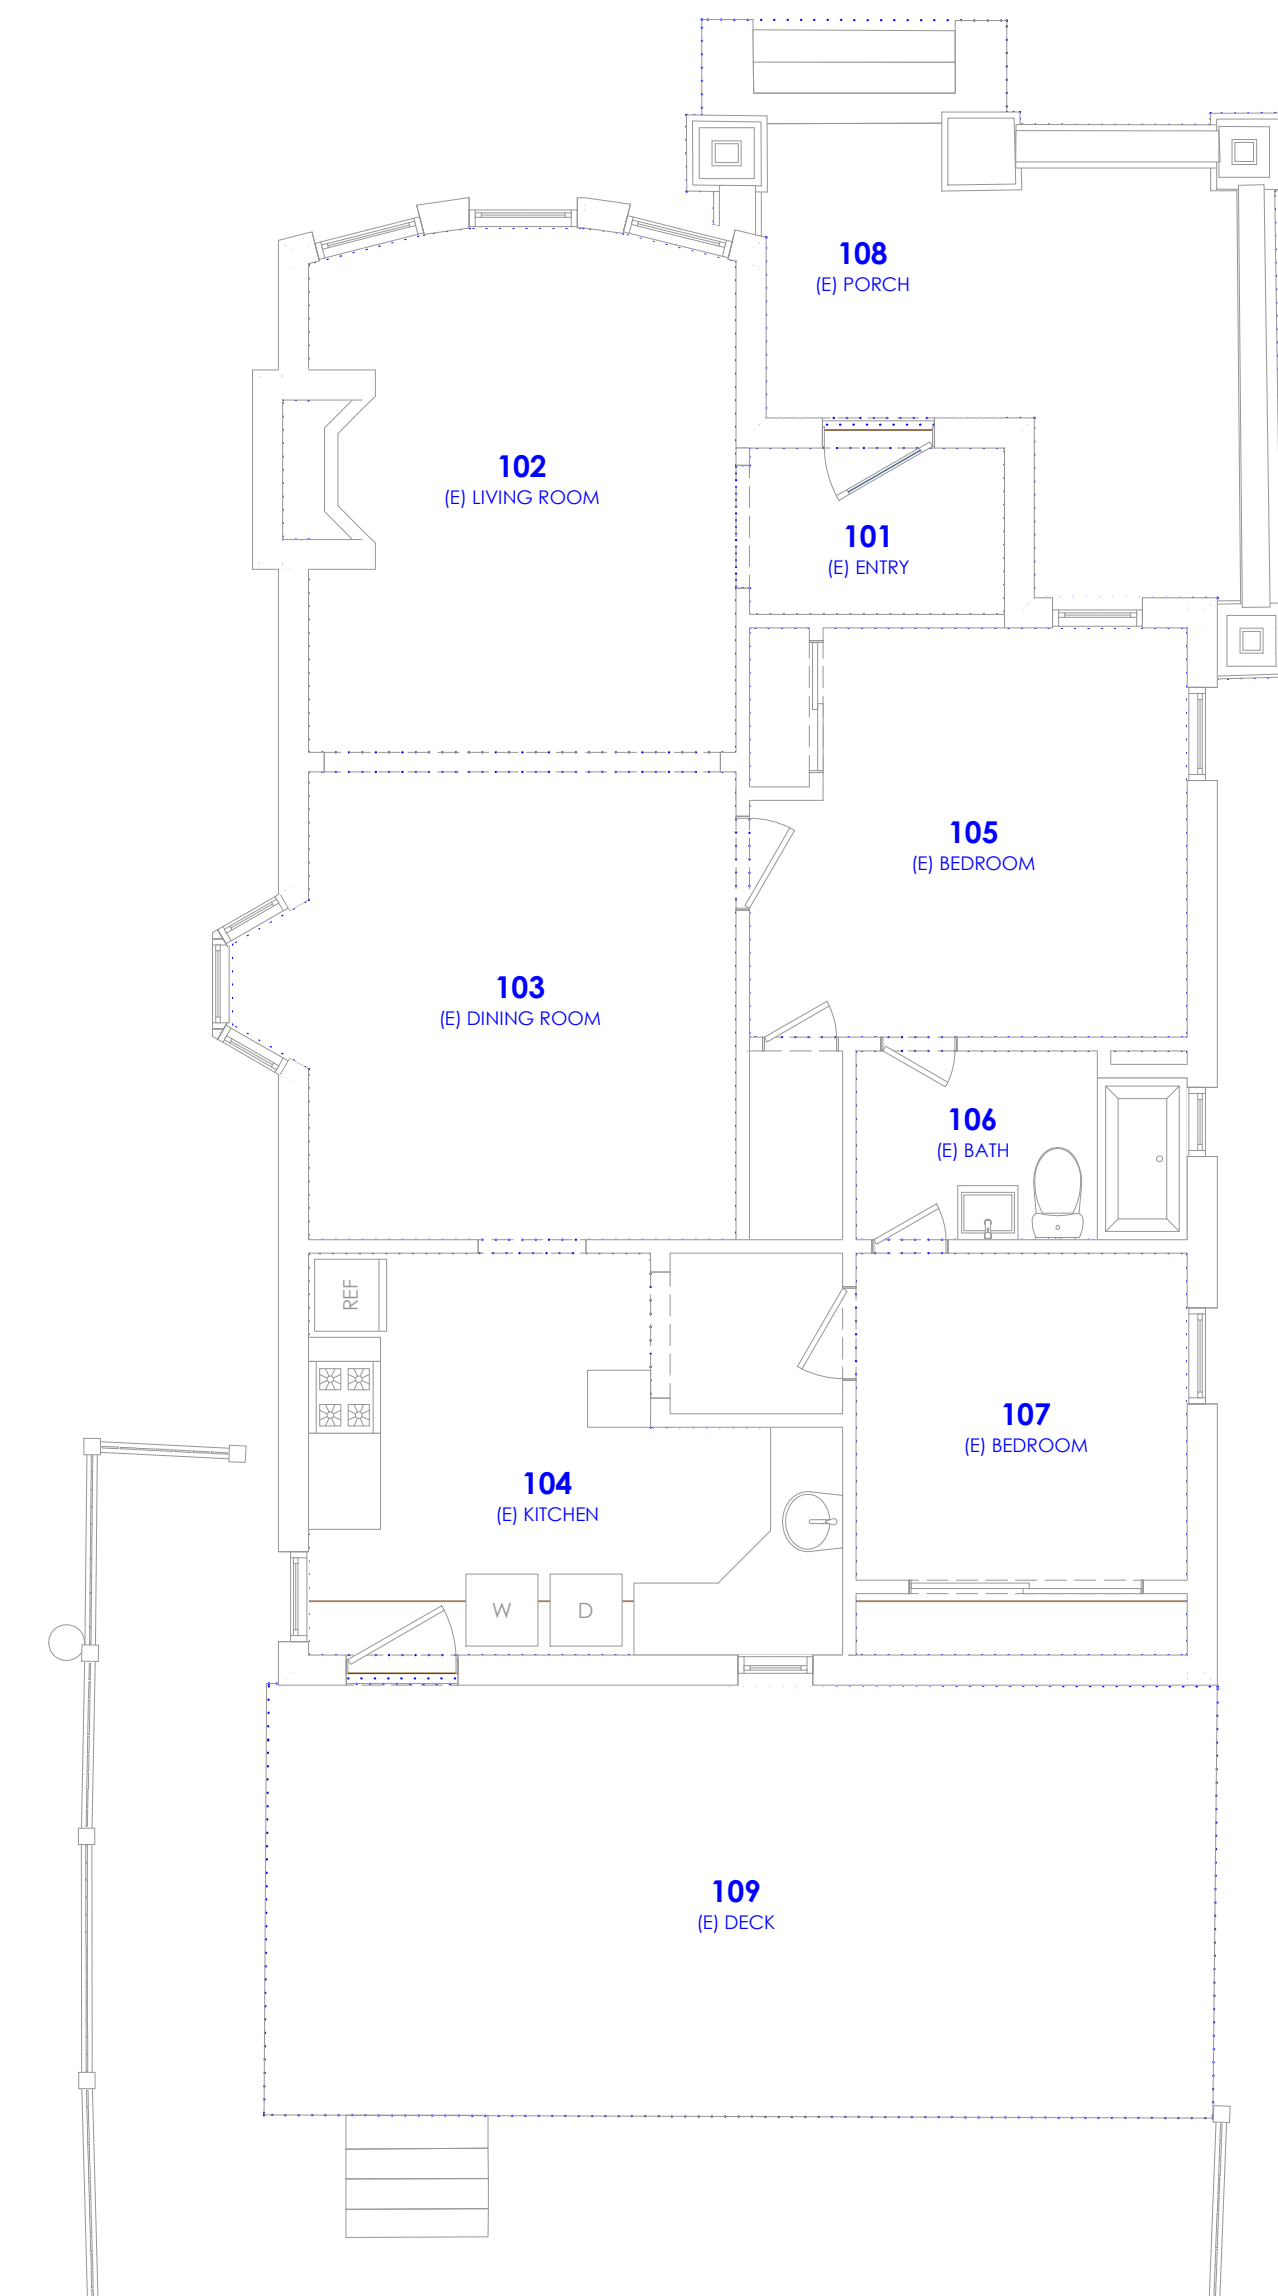 108
(E) PORCH
102
(E) LIVING ROOM
101
(E) ENTRY
105
(E) BEDROOM
103
(E) DINING ROOM
106
(E) BATH
REF
107
(E) BEDROOM
104
(E) KITCHEN
W
D
109
(E) DECK